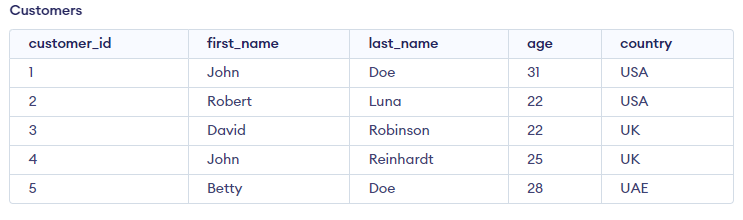 Customers
customer_id first_name last_name age country
1 John Doe 31 USA
2 Robert Luna 22 USA
3 David Robinson 22 UK
4 John Reinhardt 25 UK
5 Betty Doe 28 UAE